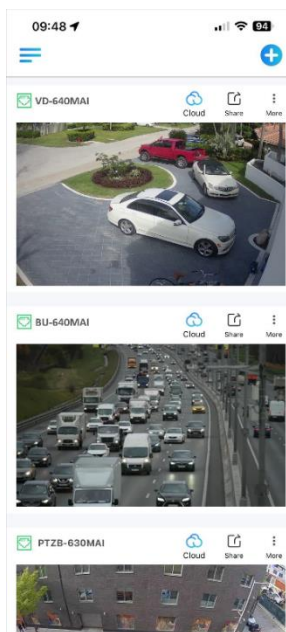 09:48
94
VD-640MAI
Cloud
Share
More
BU-640MAI
Cloud
Share
More
PTZB-630MAI
Cloud
Share
More